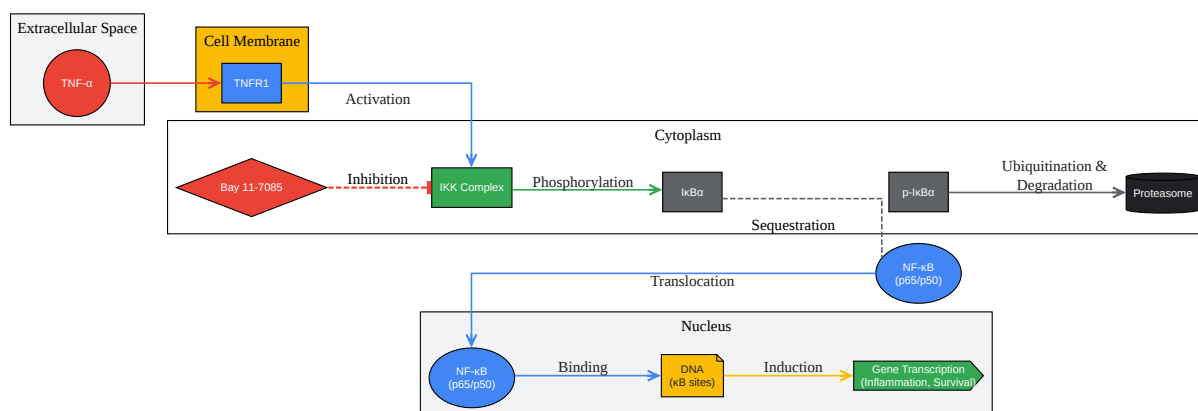 Extracellular Space
TNF-α
Cell Membrane
TNFR1
Activation
Cytoplasm
Bay 11-7085
Inhibition
IKK Complex
Phosphorylation
IκBα
Sequestration
p-IκBα
Ubiquitination &
Degradation
Proteasome
NF-κB
(p65/p50)
Translocation
Nucleus
NF-κB
(p65/p50)
Binding
DNA
(κB sites)
Induction
Gene Transcription
(Inflammation, Survival)